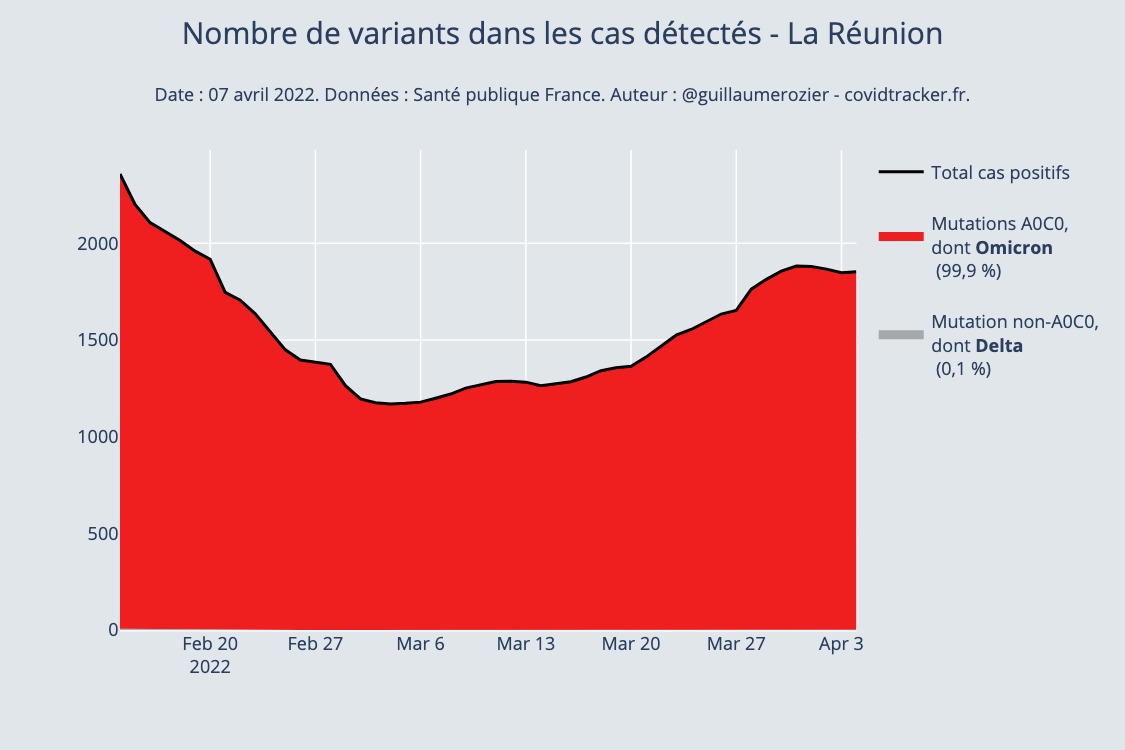 Nombre de variants dans les cas détectés - La Réunion
Date : 07 avril 2022. Données : Santé publique France. Auteur : @guillaumerozier - covidtracker.fr.
Total cas positifs
Mutations A0C0,
dont Omicron
(99,9 %)
Mutation non-A0C0,
dont Delta
(0,1 %)
2000
1500
1000
500
0
Feb 20 Feb 27 Mar 6 Mar 13 Mar 20 Mar 27 Apr 3
2022